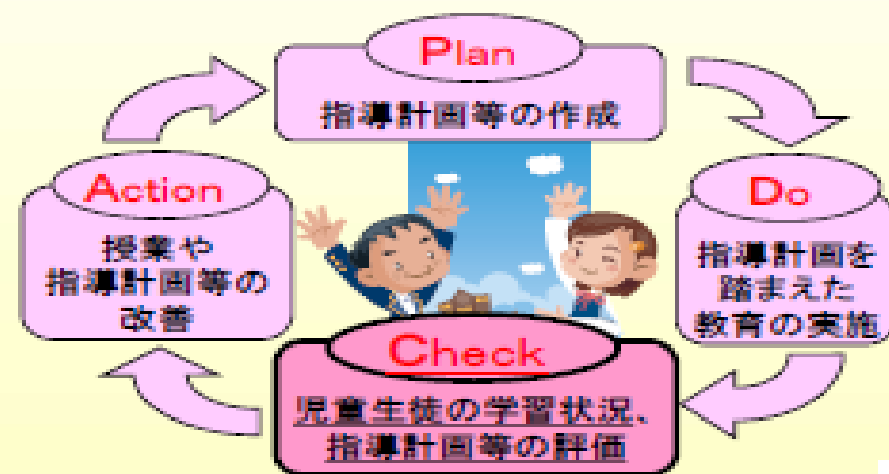 Plan
指導計画等の作成
Do
指導計画を
踏まえた
教育の実施
Check
児童生徒の学習状況、
指導計画等の評価
Action
授業や
指導計画等の
改善